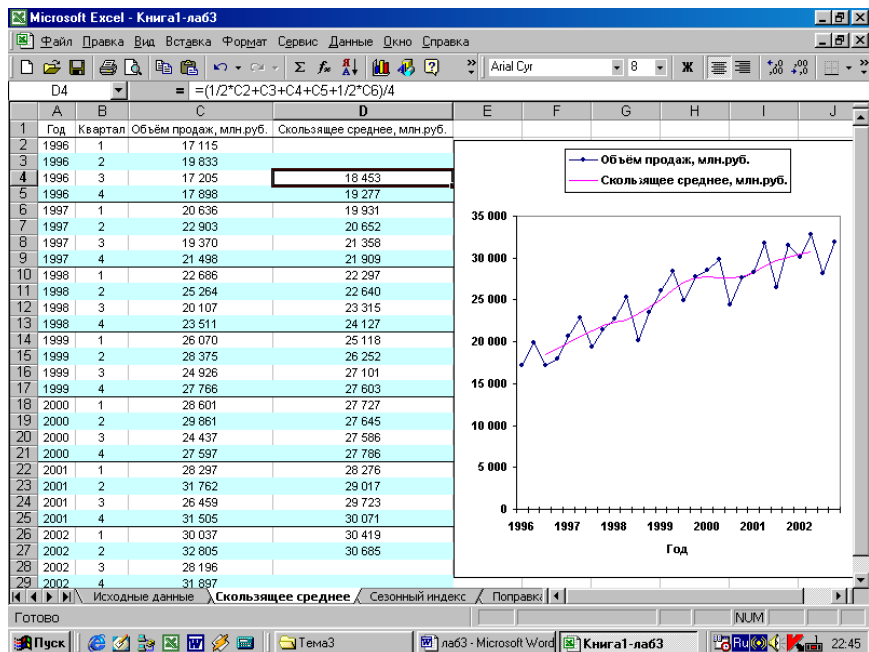 Microsoft Excel - Книга1-лаб3
Файл Правка Вид Вставка Формат Сервис Данные Окно Справка
Arial Cyr 8 Ж
D4 = =(1/2*C2+C3+C4+C5+1/2*C6)/4
A B C D E F G H I J
1 Год Квартал Объём продаж, млн.руб. Скользящее среднее, млн.руб.
2 1996 1 17 115
3 1996 2 19 833
4 1996 3 17 205 18 453
5 1996 4 17 898 19 277
6 1997 1 20 636 19 931
7 1997 2 22 903 20 652
8 1997 3 19 370 21 358
9 1997 4 21 498 21 909
10 1998 1 22 686 22 297
11 1998 2 25 264 22 640
12 1998 3 20 107 23 315
13 1998 4 23 511 24 127
14 1999 1 26 070 25 118
15 1999 2 28 375 26 252
16 1999 3 24 926 27 101
17 1999 4 27 766 27 603
18 2000 1 28 601 27 727
19 2000 2 29 861 27 645
20 2000 3 24 437 27 586
21 2000 4 27 597 27 786
22 2001 1 28 297 28 276
23 2001 2 31 762 29 017
24 2001 3 26 459 29 723
25 2001 4 31 505 30 071
26 2002 1 30 037 30 419
27 2002 2 32 805 30 685
28 2002 3 28 196
29 2002 4 31 897
Объём продаж, млн.руб.
Скользящее среднее, млн.руб.
35 000
30 000
25 000
20 000
15 000
10 000
5 000
0
1996 1997 1998 1999 2000 2001 2002
Год
Исходные данные Скользящее среднее Сезонный индекс Поправк
Готово NUM
Пуск Тема3 лаб3 - Microsoft Word Книга1-лаб3 Ru 22:45